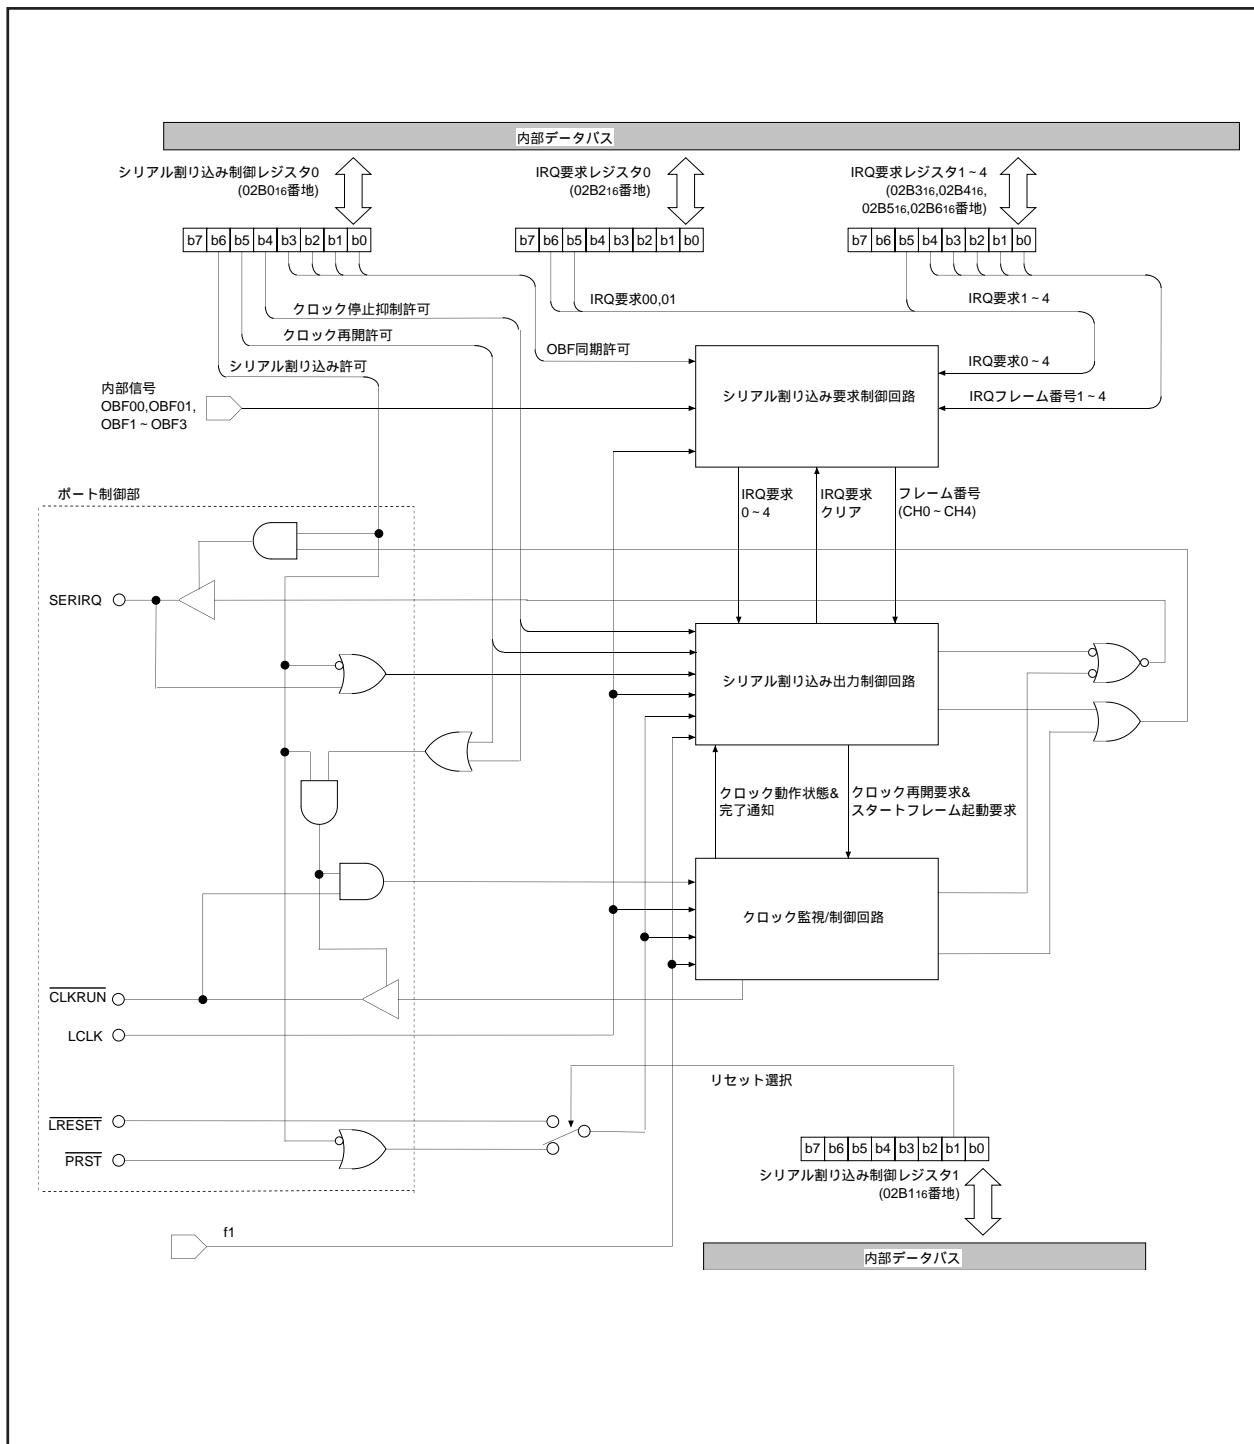 内部データバス
シリアル割り込み制御レジスタ0
(02B016番地)
IRQ要求レジスタ0
(02B216番地)
IRQ要求レジスタ1~4
(02B316,02B416,
02B516,02B616番地)
b7 b6 b5 b4 b3 b2 b1 b0
b7 b6 b5 b4 b3 b2 b1 b0
b7 b6 b5 b4 b3 b2 b1 b0
クロック停止抑制許可
IRQ要求00,01
IRQ要求1~4
クロック再開許可
OBF同期許可
シリアル割り込み許可
IRQ要求0~4
内部信号
OBF00,OBF01,
OBF1~OBF3
シリアル割り込み要求制御回路
IRQフレーム番号1~4
ポート制御部
IRQ要求
0~4
IRQ要求
クリア
フレーム番号
(CH0~CH4)
SERIRQ
シリアル割り込み出力制御回路
クロック動作状態&
完了通知
クロック再開要求&
スタートフレーム起動要求
クロック監視/制御回路
CLKRUN
LCLK
リセット選択
LRESET
PRST
b7 b6 b5 b4 b3 b2 b1 b0
シリアル割り込み制御レジスタ1
(02B116番地)
f1
内部データバス